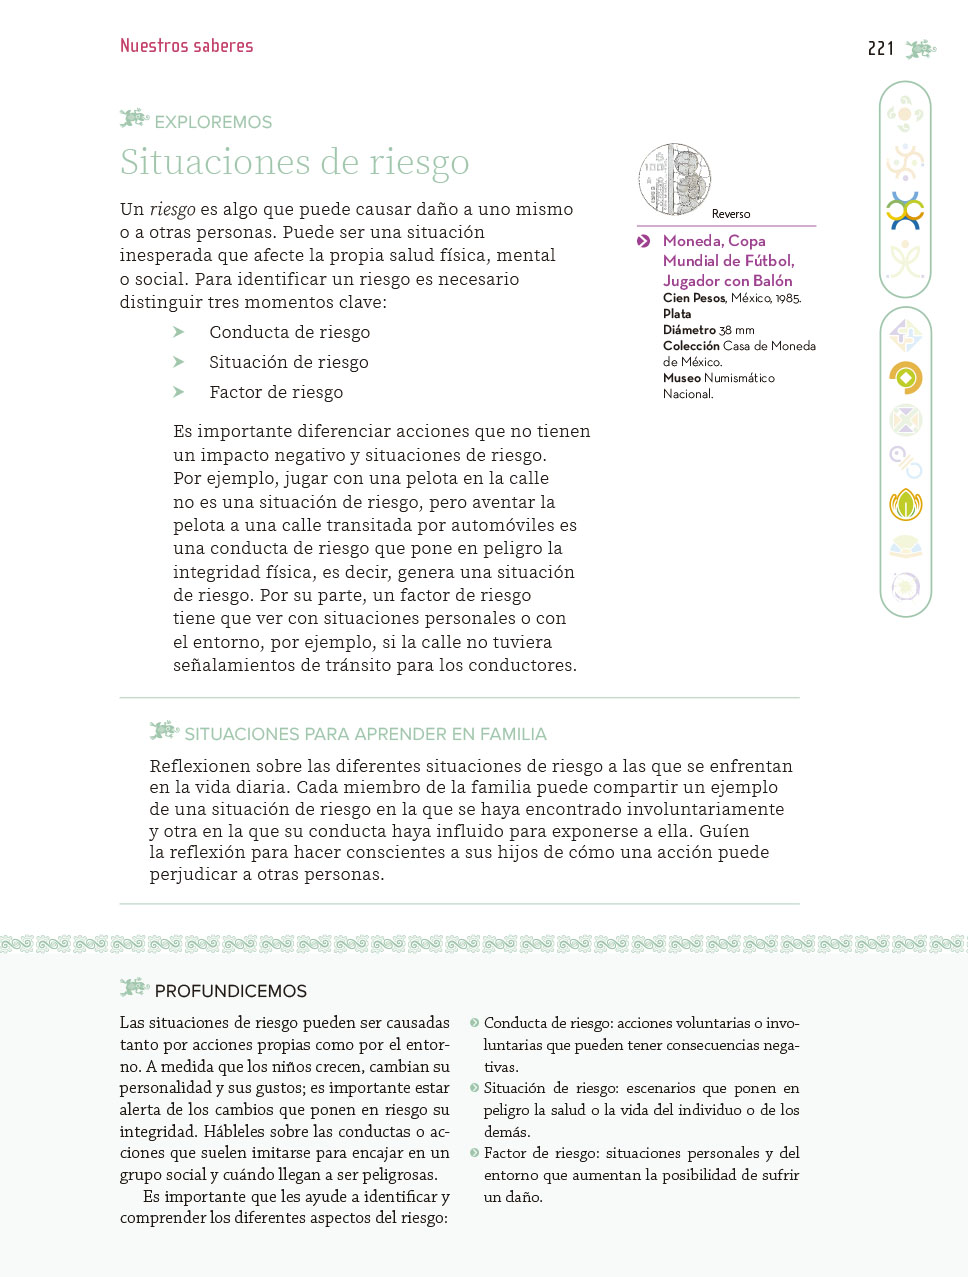 Nuestros saberes
221
EXPLOREMOS
Situaciones de riesgo
Un riesgo es algo que puede causar daño a uno mismo
o a otras personas. Puede ser una situación
inesperada que afecte la propia salud física, mental
o social. Para identificar un riesgo es necesario
distinguir tres momentos clave:
Conducta de riesgo
Situación de riesgo
Factor de riesgo
Es importante diferenciar acciones que no tienen
un impacto negativo y situaciones de riesgo.
Por ejemplo, jugar con una pelota en la calle
no es una situación de riesgo, pero aventar la
pelota a una calle transitada por automóviles es
una conducta de riesgo que pone en peligro la
integridad física, es decir, genera una situación
de riesgo. Por su parte, un factor de riesgo
tiene que ver con situaciones personales o con
el entorno, por ejemplo, si la calle no tuviera
señalamientos de tránsito para los conductores.
Reverso
Moneda, Copa
Mundial de Fútbol,
Jugador con Balón
Cien Pesos, México, 1985.
Plata
Diámetro 38 mm
Colección Casa de Moneda
de México.
Museo Numismático
Nacional.
SITUACIONES PARA APRENDER EN FAMILIA
Reflexionen sobre las diferentes situaciones de riesgo a las que se enfrentan
en la vida diaria. Cada miembro de la familia puede compartir un ejemplo
de una situación de riesgo en la que se haya encontrado involuntariamente
y otra en la que su conducta haya influido para exponerse a ella. Guíen
la reflexión para hacer conscientes a sus hijos de cómo una acción puede
perjudicar a otras personas.
PROFUNDICEMOS
Las situaciones de riesgo pueden ser causadas
tanto por acciones propias como por el entor-
no. A medida que los niños crecen, cambian su
personalidad y sus gustos; es importante estar
alerta de los cambios que ponen en riesgo su
integridad. Hábleles sobre las conductas o ac-
ciones que suelen imitarse para encajar en un
grupo social y cuándo llegan a ser peligrosas.
Es importante que les ayude a identificar y
comprender los diferentes aspectos del riesgo:
Conducta de riesgo: acciones voluntarias o invo-
luntarias que pueden tener consecuencias nega-
tivas.
Situación de riesgo: escenarios que ponen en
peligro la salud o la vida del individuo o de los
demás.
Factor de riesgo: situaciones personales y del
entorno que aumentan la posibilidad de sufrir
un daño.